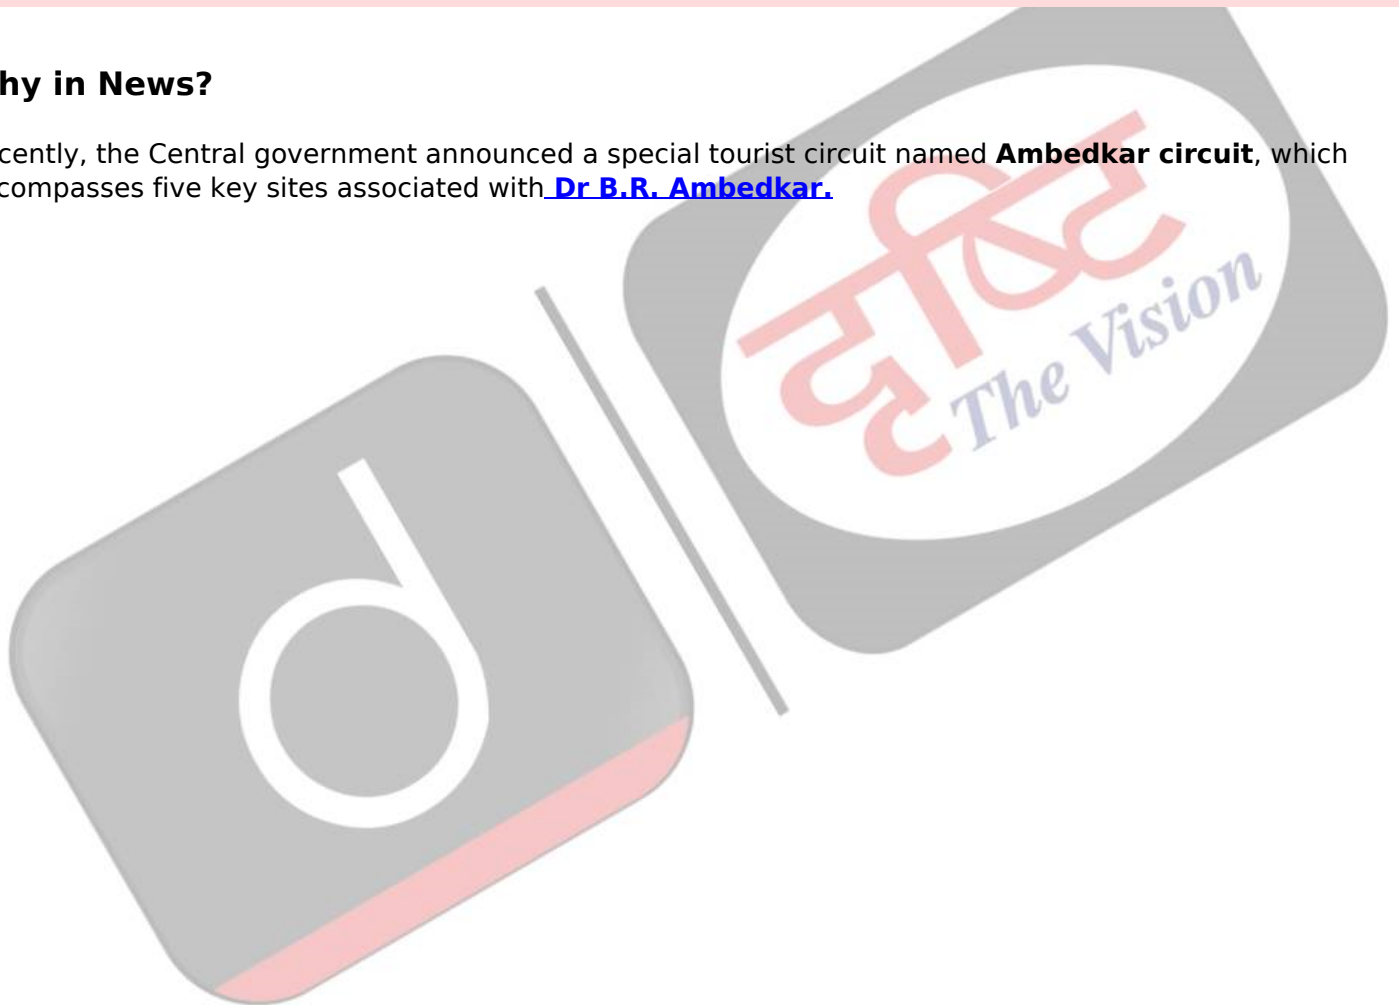 hy in News?
cently, the Central government announced a special tourist circuit named Ambedkar circuit, which
compasses five key sites associated with Dr B.R. Ambedkar.
दृष्टि
The Vision
d